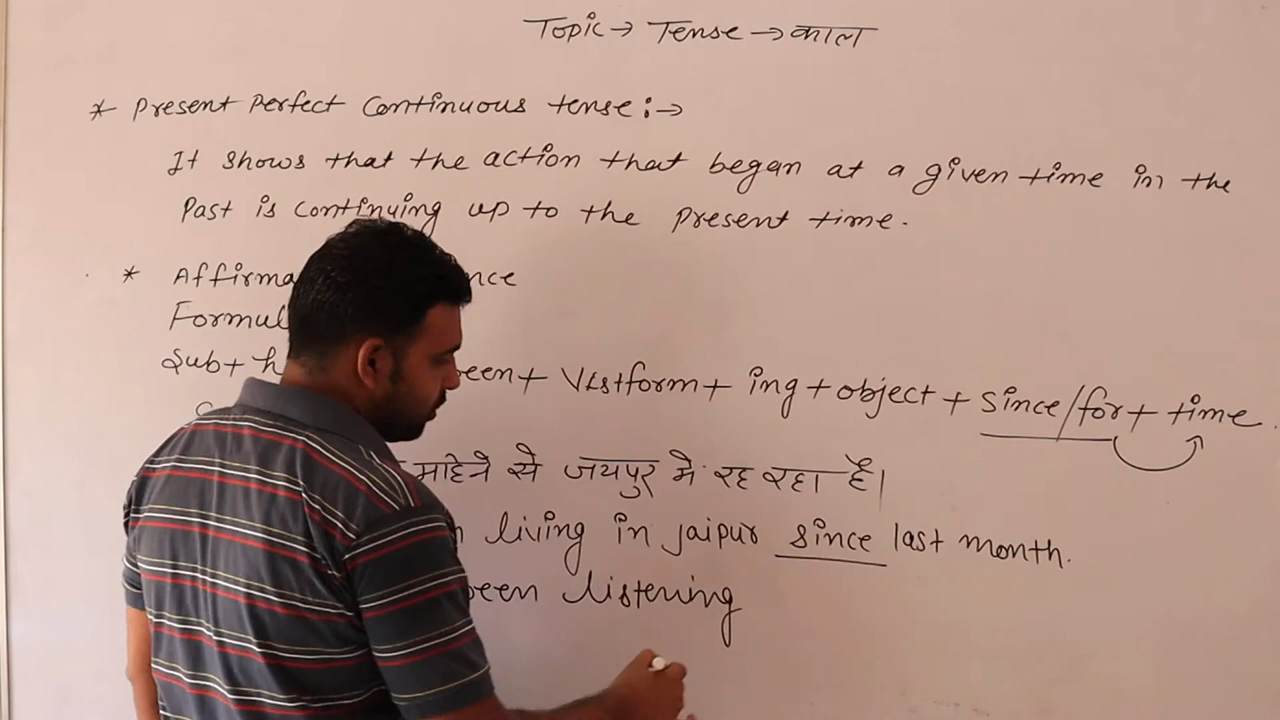 Topic → Tense → काल
* Present Perfect Continuous tense :→
It shows that the action that began at a given time in the
Past is continuing up to the present time.
* Affirma nce
Formul
Sub + h een + V1st form + ing + object + since/for + time
महिने से जयपुर में रह रहा है।
living in jaipur since last month.
been listening